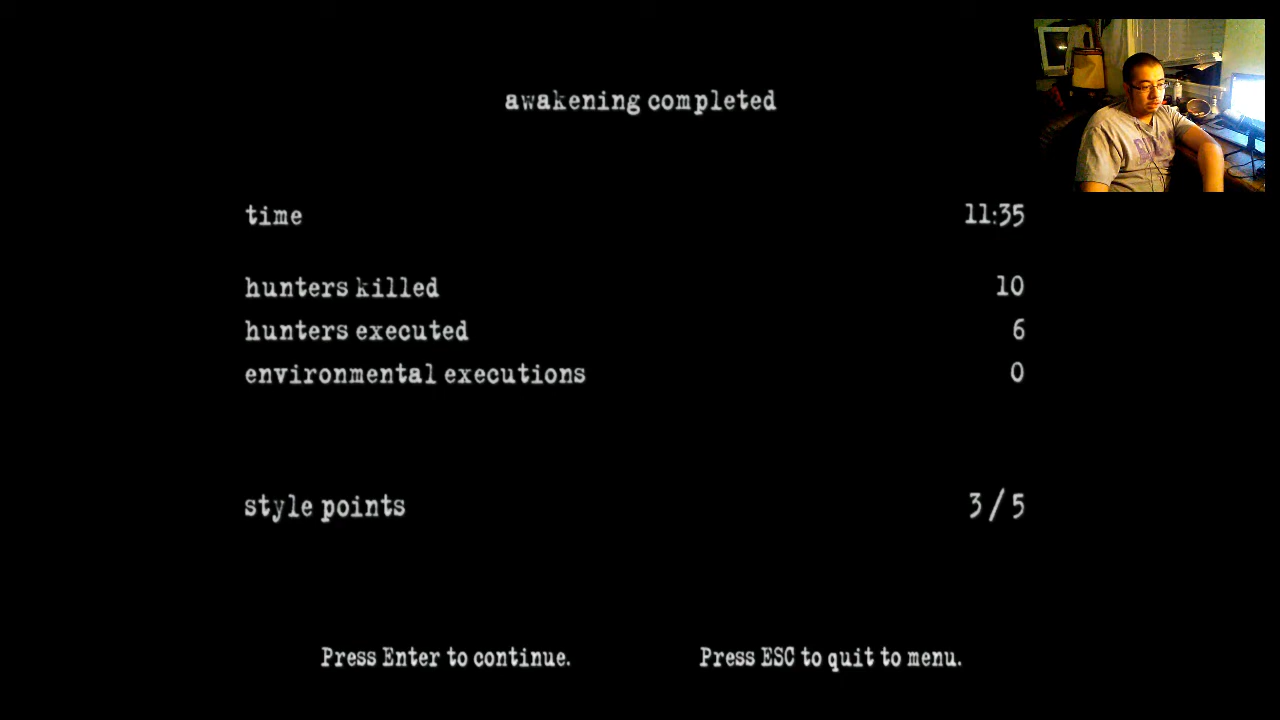 awakening completed
time 11:35
hunters killed 10
hunters executed 6
environmental executions 0
style points 3/5
Press Enter to continue. Press ESC to quit to menu.